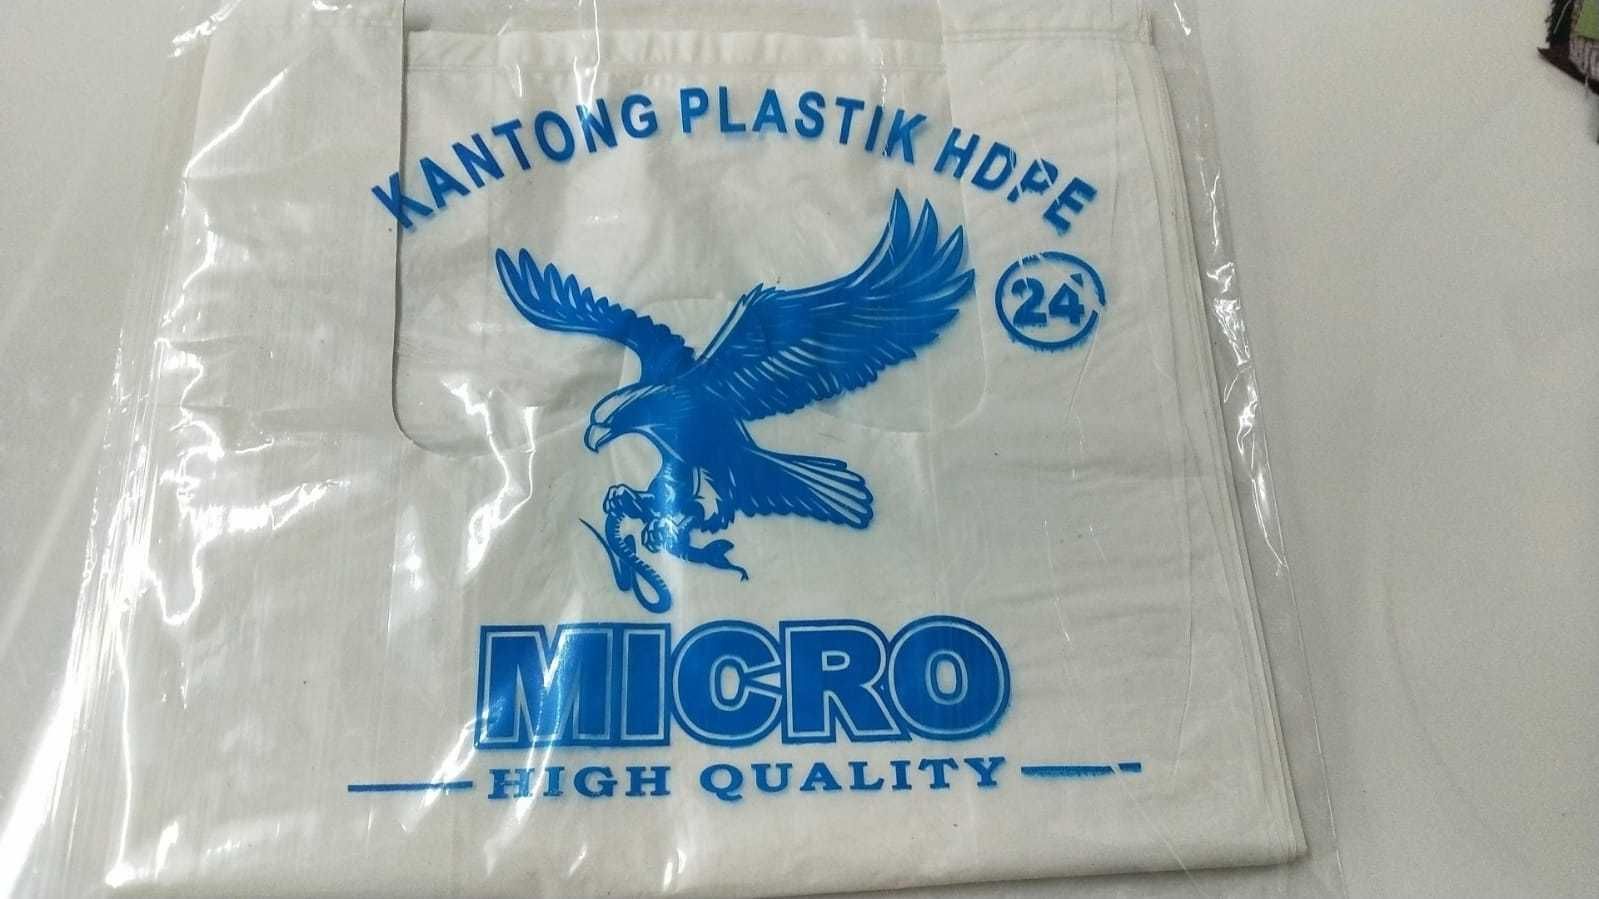 KANTONG PLASTIK HDPE
24
MICRO
HIGH QUALITY